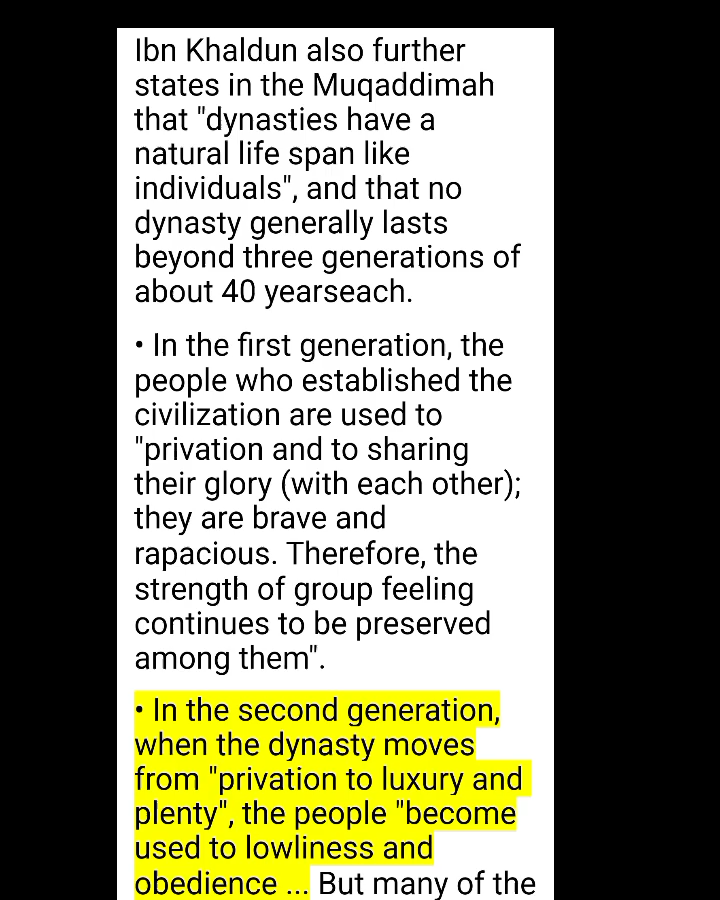 Ibn Khaldun also further
states in the Muqaddimah
that "dynasties have a
natural life span like
individuals", and that no
dynasty generally lasts
beyond three generations of
about 40 yearseach.
• In the first generation, the
people who established the
civilization are used to
"privation and to sharing
their glory (with each other);
they are brave and
rapacious. Therefore, the
strength of group feeling
continues to be preserved
among them".
• In the second generation,
when the dynasty moves
from "privation to luxury and
plenty", the people "become
used to lowliness and
obedience ... But many of the